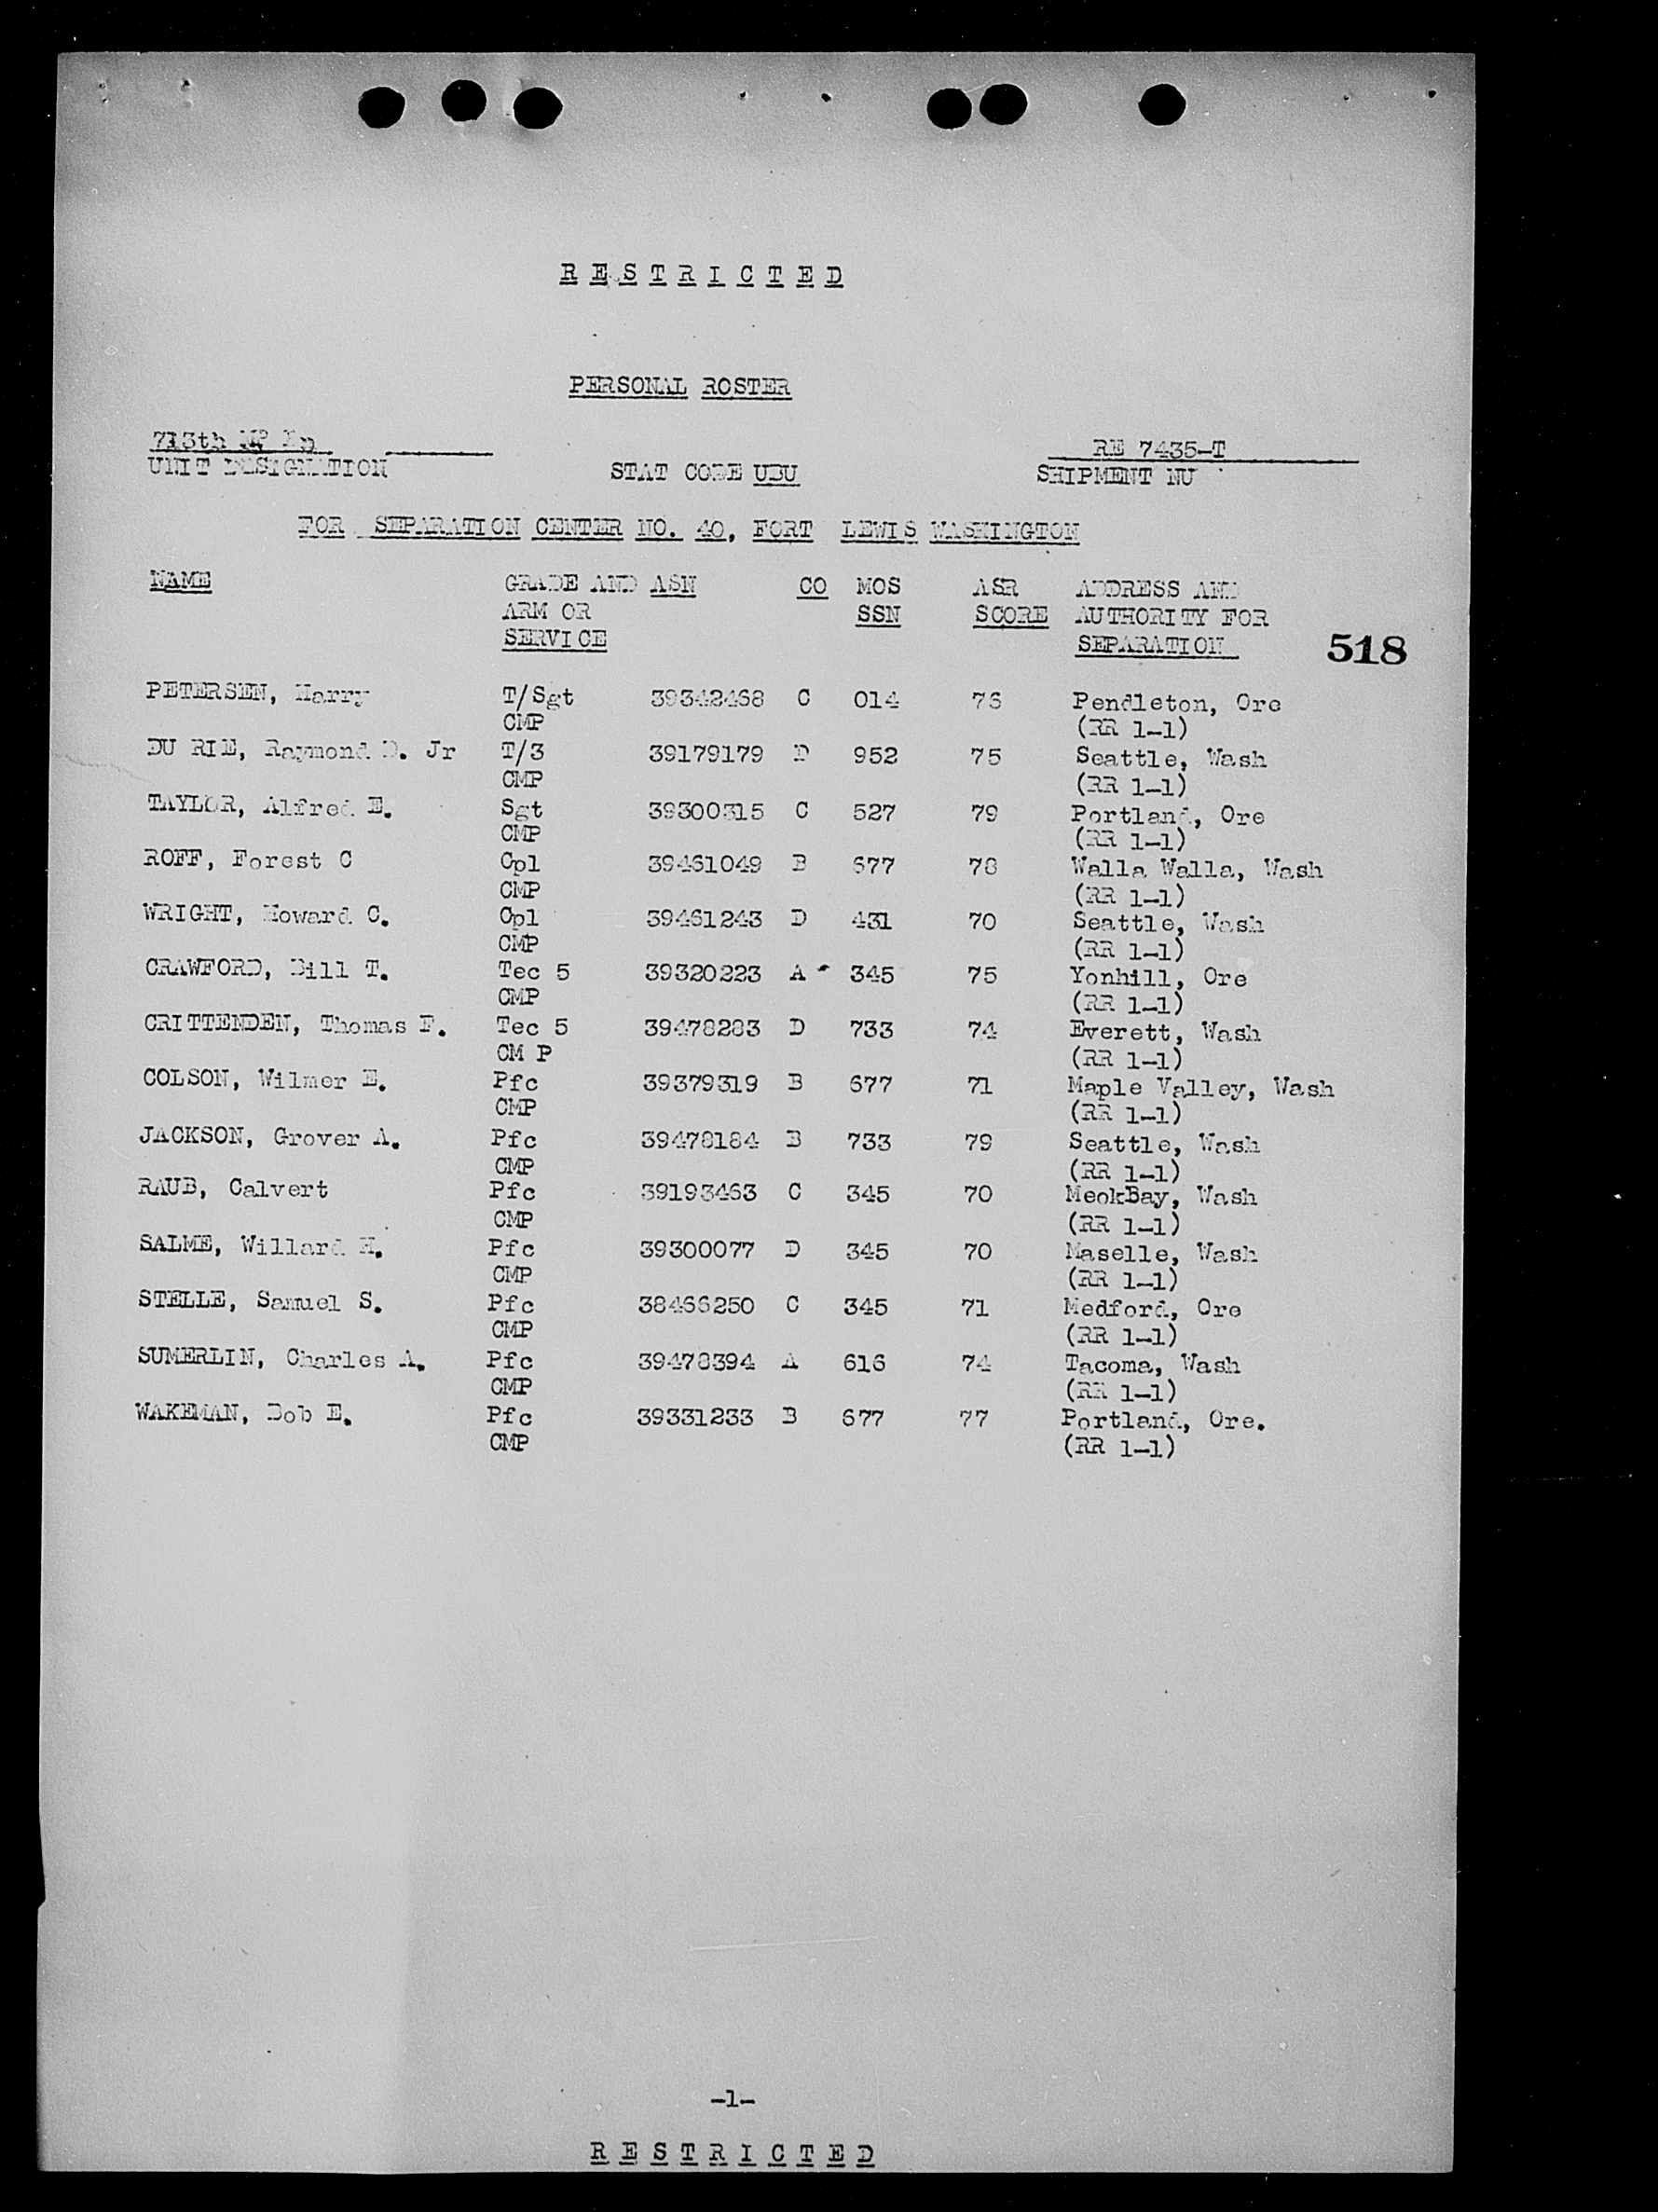 RESTRICTED
PERSONAL ROSTER
713th MP Bn RE 7435-T
UNIT DESIGNATION STAT CODE UBU SHIPMENT NU
FOR SEPARATION CENTER NO. 40, FORT LEWIS WASHINGTON
NAME GRADE AND ASN CO MOS ASR ADDRESS AND
ARM OR SSN SCORE AUTHORITY FOR
SERVICE SEPARATION 518
PETERSEN, Harry T/Sgt 39342468 C 014 76 Pendleton, Ore
CMP (RR 1-1)
DU RIE, Raymond D. Jr T/3 39179179 D 952 75 Seattle, Wash
CMP (RR 1-1)
TAYLOR, Alfred E. Sgt 39300315 C 527 79 Portland, Ore
CMP (RR 1-1)
ROFF, Forest C Cpl 39461049 B 677 78 Walla Walla, Wash
CMP (RR 1-1)
WRIGHT, Howard C. Cpl 39461243 D 431 70 Seattle, Wash
CMP (RR 1-1)
CRAWFORD, Bill T. Tec 5 39320223 A 345 75 Yonhill, Ore
CMP (RR 1-1)
CRITTENDEN, Thomas F. Tec 5 39478283 D 733 74 Everett, Wash
CM P (RR 1-1)
COLSON, Wilmer E. Pfc 39379319 B 677 71 Maple Valley, Wash
CMP (RR 1-1)
JACKSON, Grover A. Pfc 39478184 B 733 79 Seattle, Wash
CMP (RR 1-1)
RAUB, Calvert Pfc 39193463 C 345 70 MeokBay, Wash
CMP (RR 1-1)
SALME, Willard H. Pfc 39300077 D 345 70 Naselle, Wash
CMP (RR 1-1)
STELLE, Samuel S. Pfc 38466250 C 345 71 Medford, Ore
CMP (RR 1-1)
SUMERLIN, Charles A. Pfc 39478394 A 616 74 Tacoma, Wash
CMP (RR 1-1)
WAKEMAN, Bob E. Pfc 39331233 B 677 77 Portland, Ore.
CMP (RR 1-1)
-1-
RESTRICTED